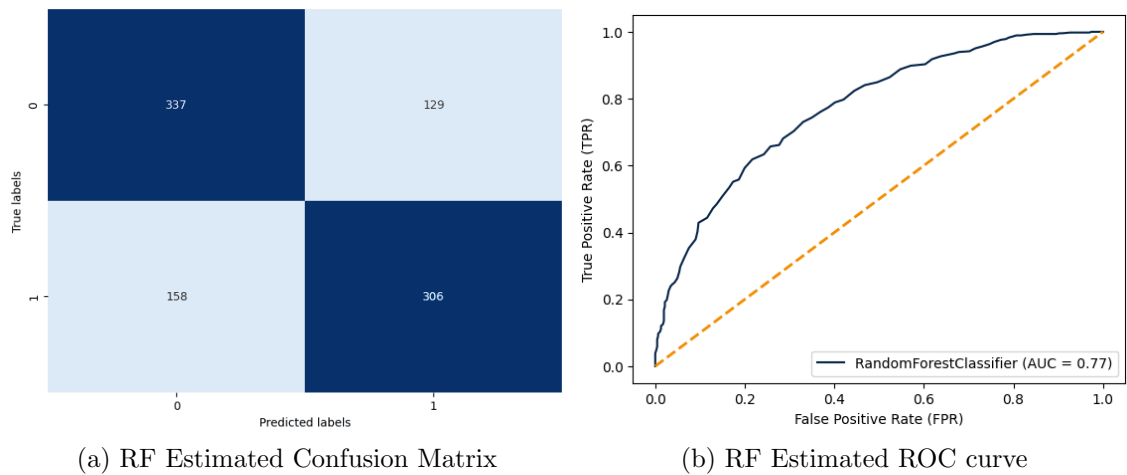 337
129
158
306
0
1
True labels
0
1
Predicted labels
(a) RF Estimated Confusion Matrix
1.0
0.8
0.6
0.4
0.2
0.0
True Positive Rate (TPR)
RandomForestClassifier (AUC = 0.77)
0.0 0.2 0.4 0.6 0.8 1.0
False Positive Rate (FPR)
(b) RF Estimated ROC curve